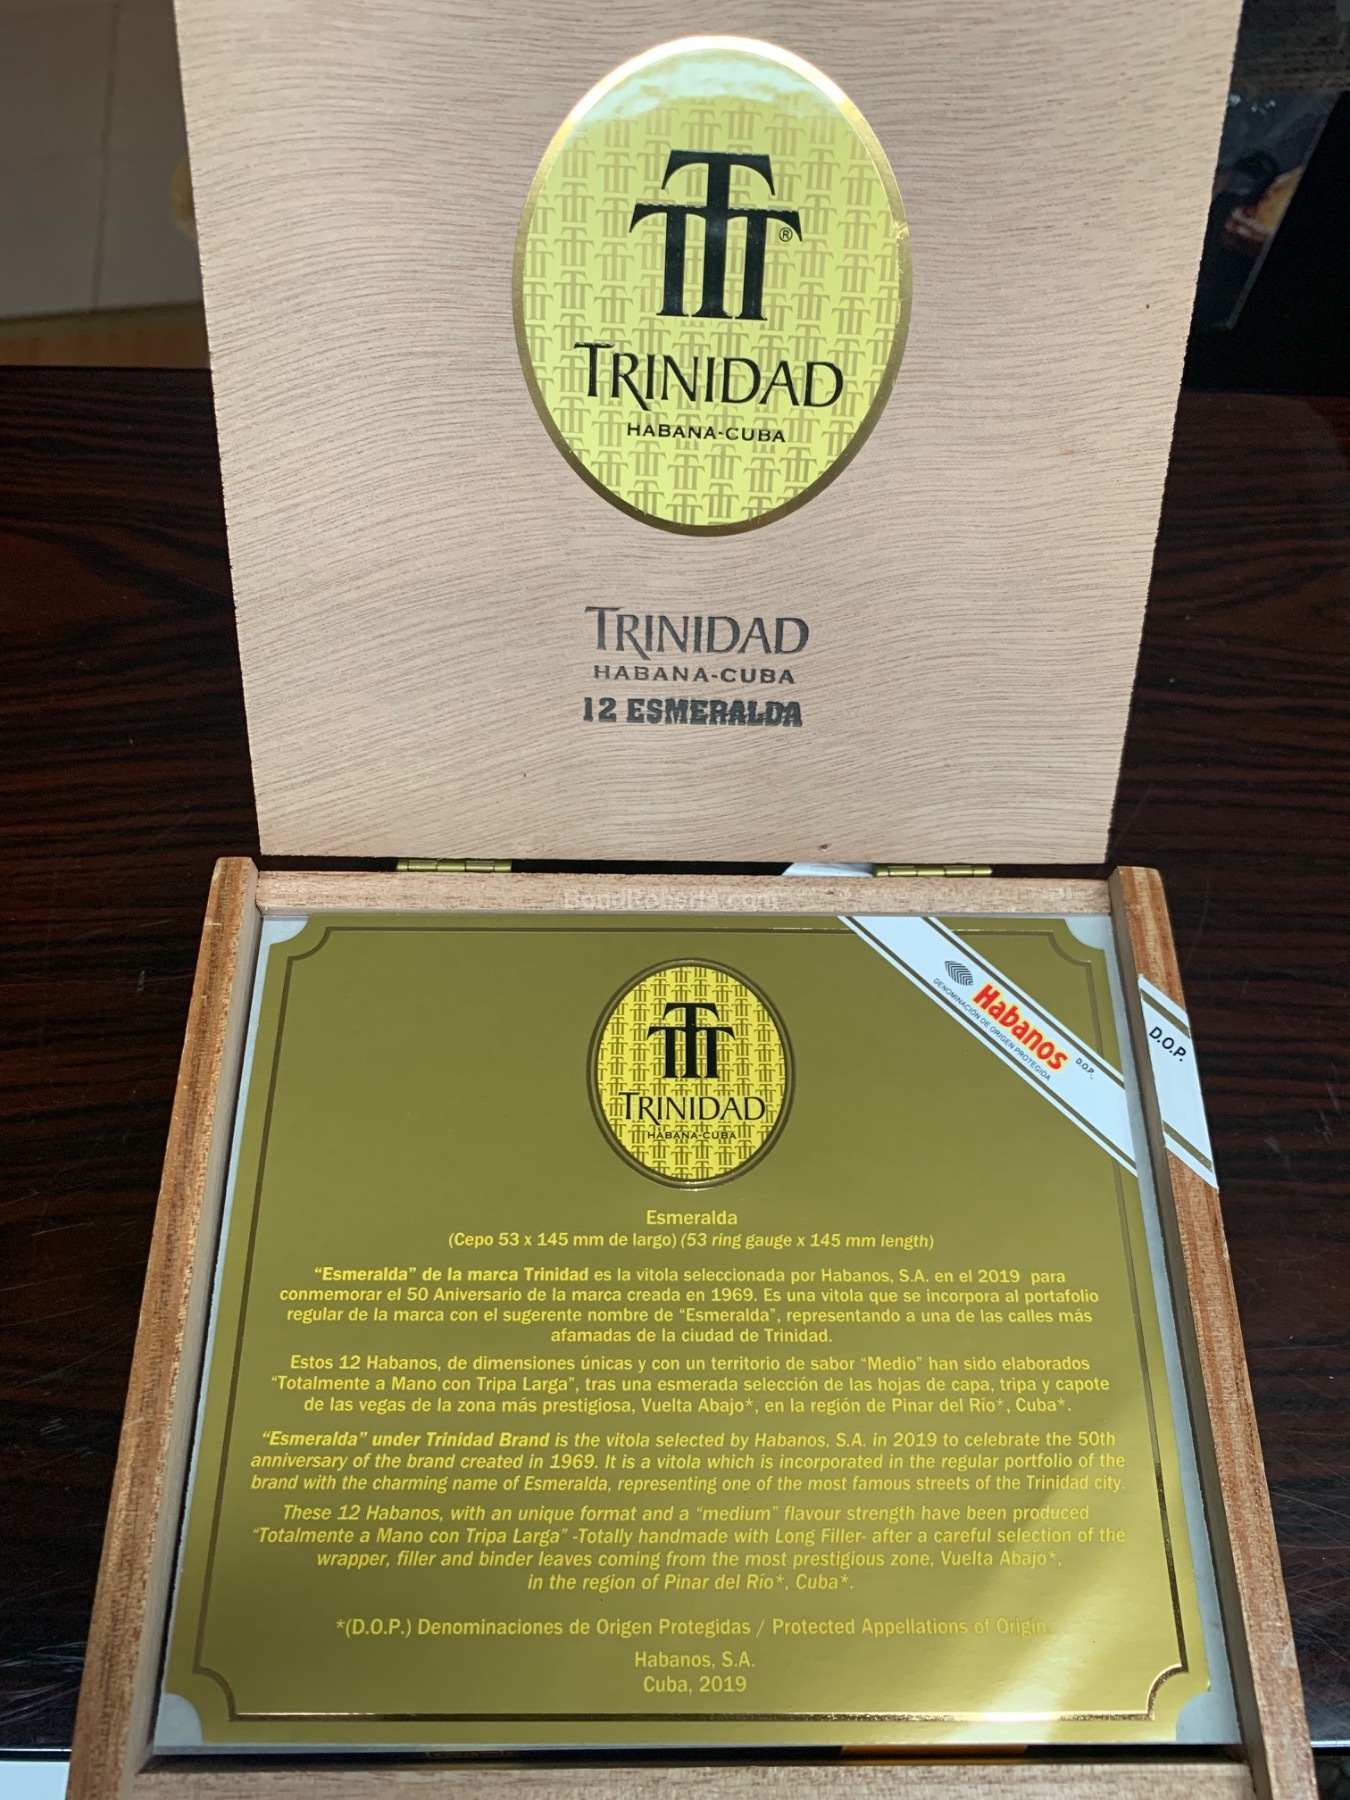 TTT®
TRINIDAD
HABANA-CUBA
TRINIDAD
HABANA-CUBA
12 ESMERALDA
BondRoberts.com
Habanos
DENOMINACIÓN DE ORIGEN PROTEGIDA
D.O.P.
D.O.P.
TTT
TRINIDAD
HABANA-CUBA
Esmeralda
(Cepo 53 x 145 mm de largo) (53 ring gauge x 145 mm length)
“Esmeralda” de la marca Trinidad es la vitola seleccionada por Habanos, S.A. en el 2019 para
conmemorar el 50 Aniversario de la marca creada en 1969. Es una vitola que se incorpora al portafolio
regular de la marca con el sugerente nombre de “Esmeralda”, representando a una de las calles más
afamadas de la ciudad de Trinidad.
Estos 12 Habanos, de dimensiones únicas y con un territorio de sabor “Medio” han sido elaborados
“Totalmente a Mano con Tripa Larga”, tras una esmerada selección de las hojas de capa, tripa y capote
de las vegas de la zona más prestigiosa, Vuelta Abajo*, en la región de Pinar del Río*, Cuba*.
“Esmeralda” under Trinidad Brand is the vitola selected by Habanos, S.A. in 2019 to celebrate the 50th
anniversary of the brand created in 1969. It is a vitola which is incorporated in the regular portfolio of the
brand with the charming name of Esmeralda, representing one of the most famous streets of the Trinidad city.
These 12 Habanos, with an unique format and a “medium” flavour strength have been produced
“Totalmente a Mano con Tripa Larga” -Totally handmade with Long Filler- after a careful selection of the
wrapper, filler and binder leaves coming from the most prestigious zone, Vuelta Abajo*,
in the region of Pinar del Río*, Cuba*.
*(D.O.P.) Denominaciones de Origen Protegidas / Protected Appellations of Origin.
Habanos, S.A.
Cuba, 2019